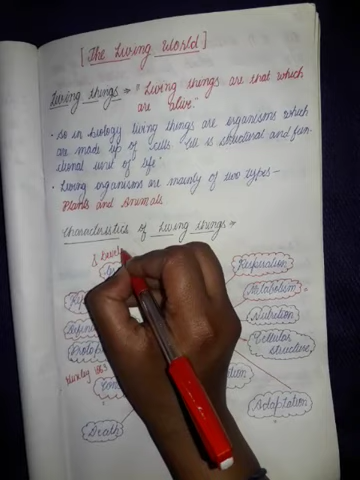 [ The Living World ]
Living things = "Living things are that which
are alive."
• So in biology living things are organisms which
are made up of cells. Cell is structural and fun-
ctional unit of life.
• Living organisms are mainly of two types -
Plants and Animals.
Characteristics of Living things =
Respiration
Metabolism
Nutrition
Cellular
structure
Huxley
Adaptation
Death